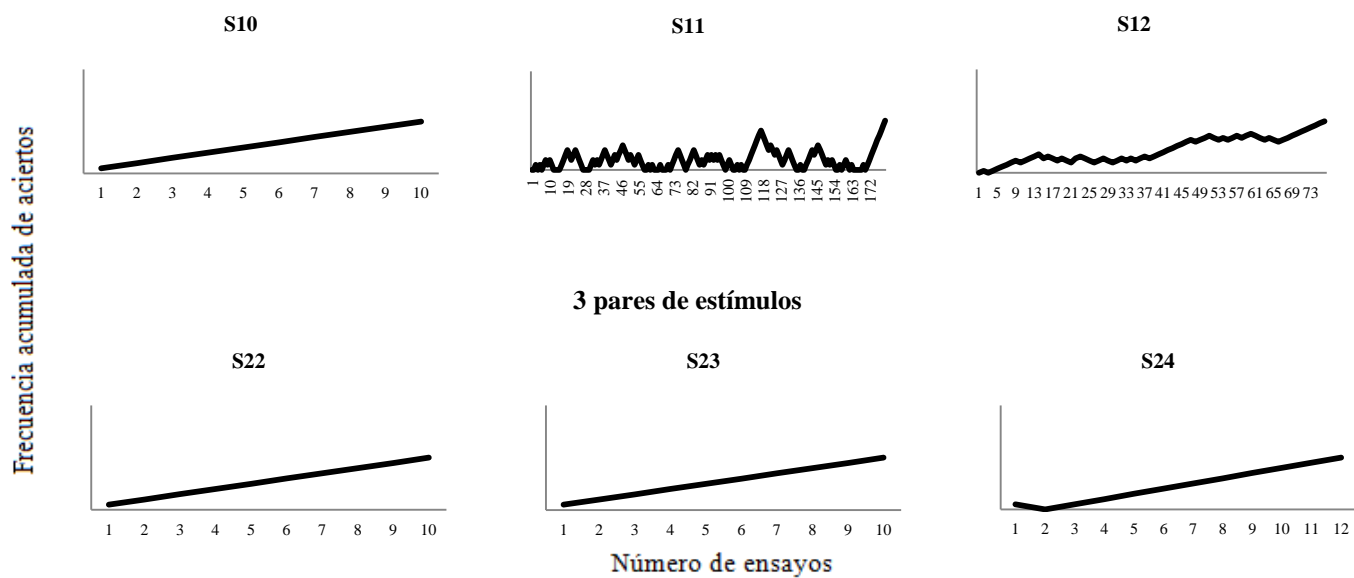 S10
S11
S12
1 2 3 4 5 6 7 8 9 10
1 10 19 28 37 46 55 64 73 82 91 100 109 118 127 136 145 154 163 172
1 5 9 13 17 21 25 29 33 37 41 45 49 53 57 61 65 69 73
Frecuencia acumulada de aciertos
3 pares de estímulos
S22
S23
S24
1 2 3 4 5 6 7 8 9 10
1 2 3 4 5 6 7 8 9 10
1 2 3 4 5 6 7 8 9 10 11 12
Número de ensayos